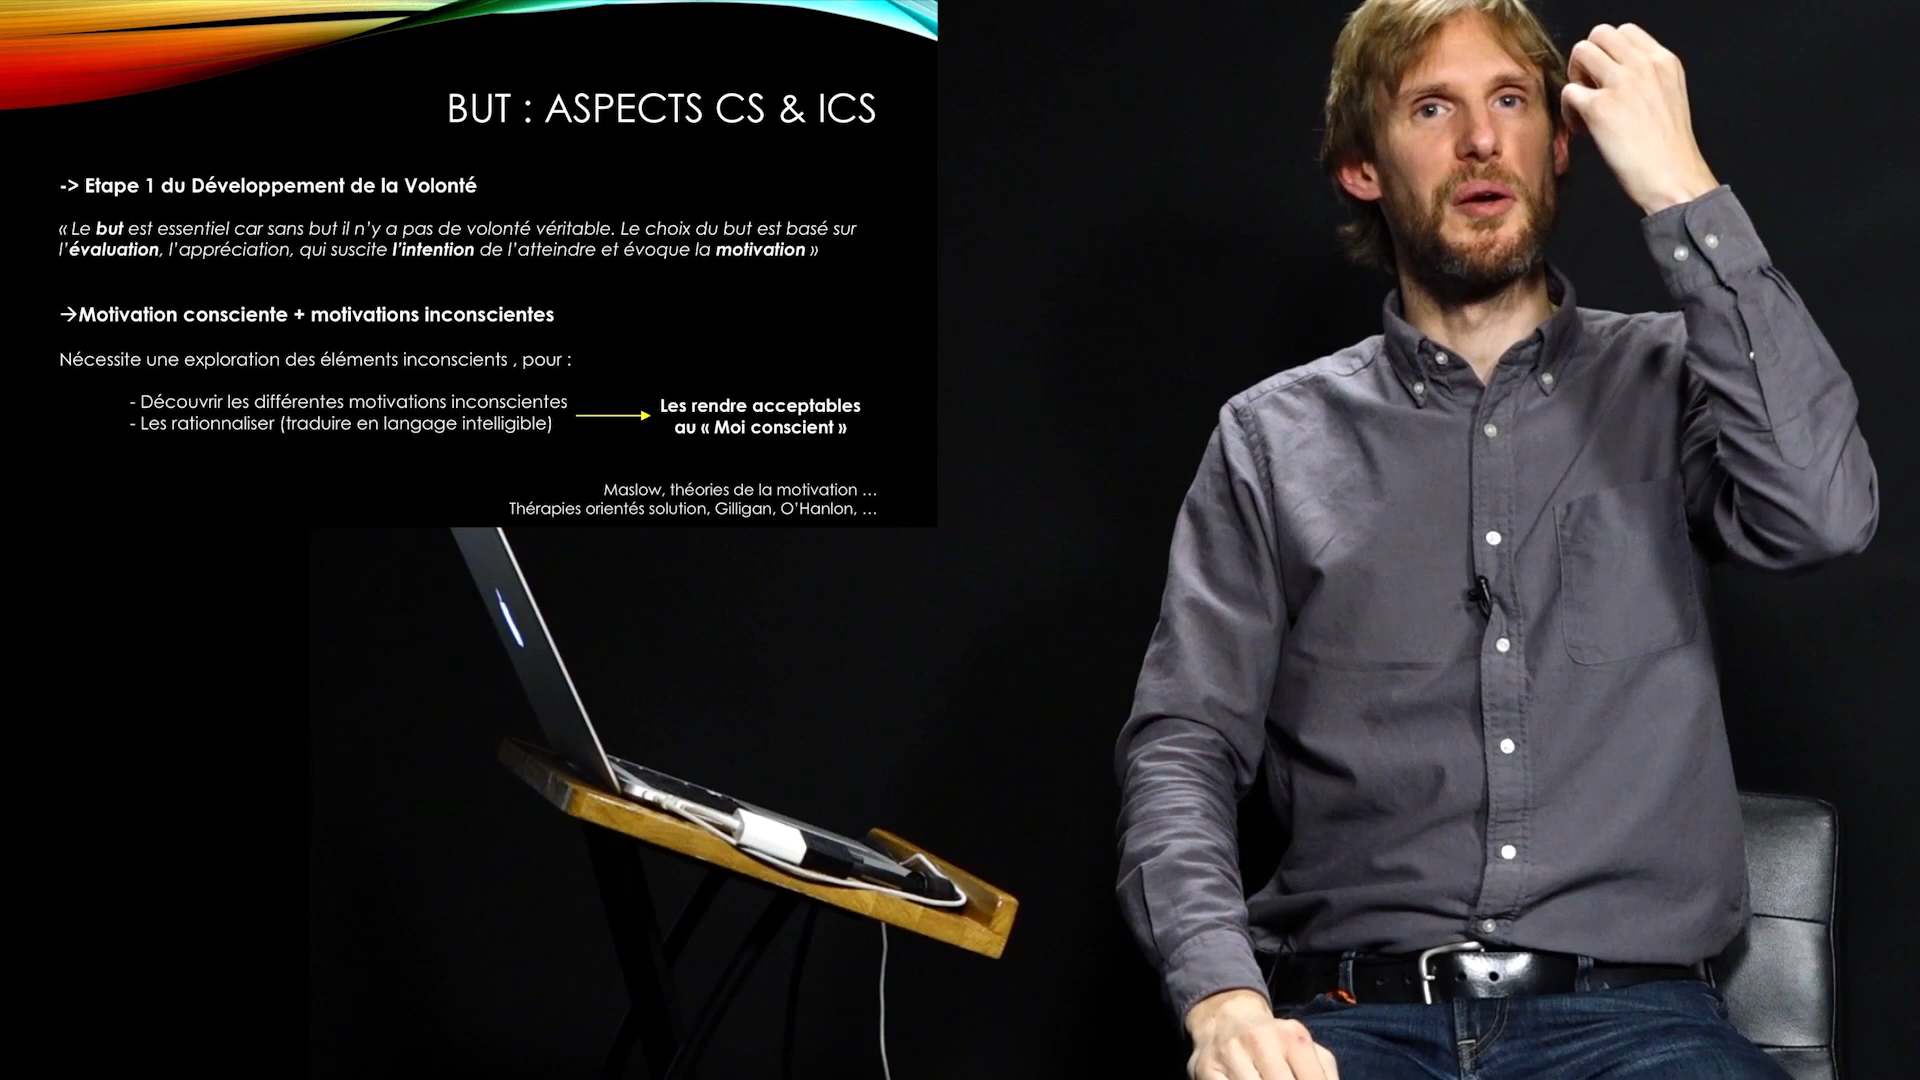 BUT : ASPECTS CS & ICS
-> Etape 1 du Développement de la Volonté
« Le but est essentiel car sans but il n'y a pas de volonté véritable. Le choix du but est basé sur
l'évaluation, l'appréciation, qui suscite l'intention de l'atteindre et évoque la motivation »
→Motivation consciente + motivations inconscientes
Nécessite une exploration des éléments inconscients , pour :
- Découvrir les différentes motivations inconscientes
- Les rationnaliser (traduire en langage intelligible)
Les rendre acceptables
au « Moi conscient »
Maslow, théories de la motivation …
Thérapies orientés solution, Gilligan, O'Hanlon, …